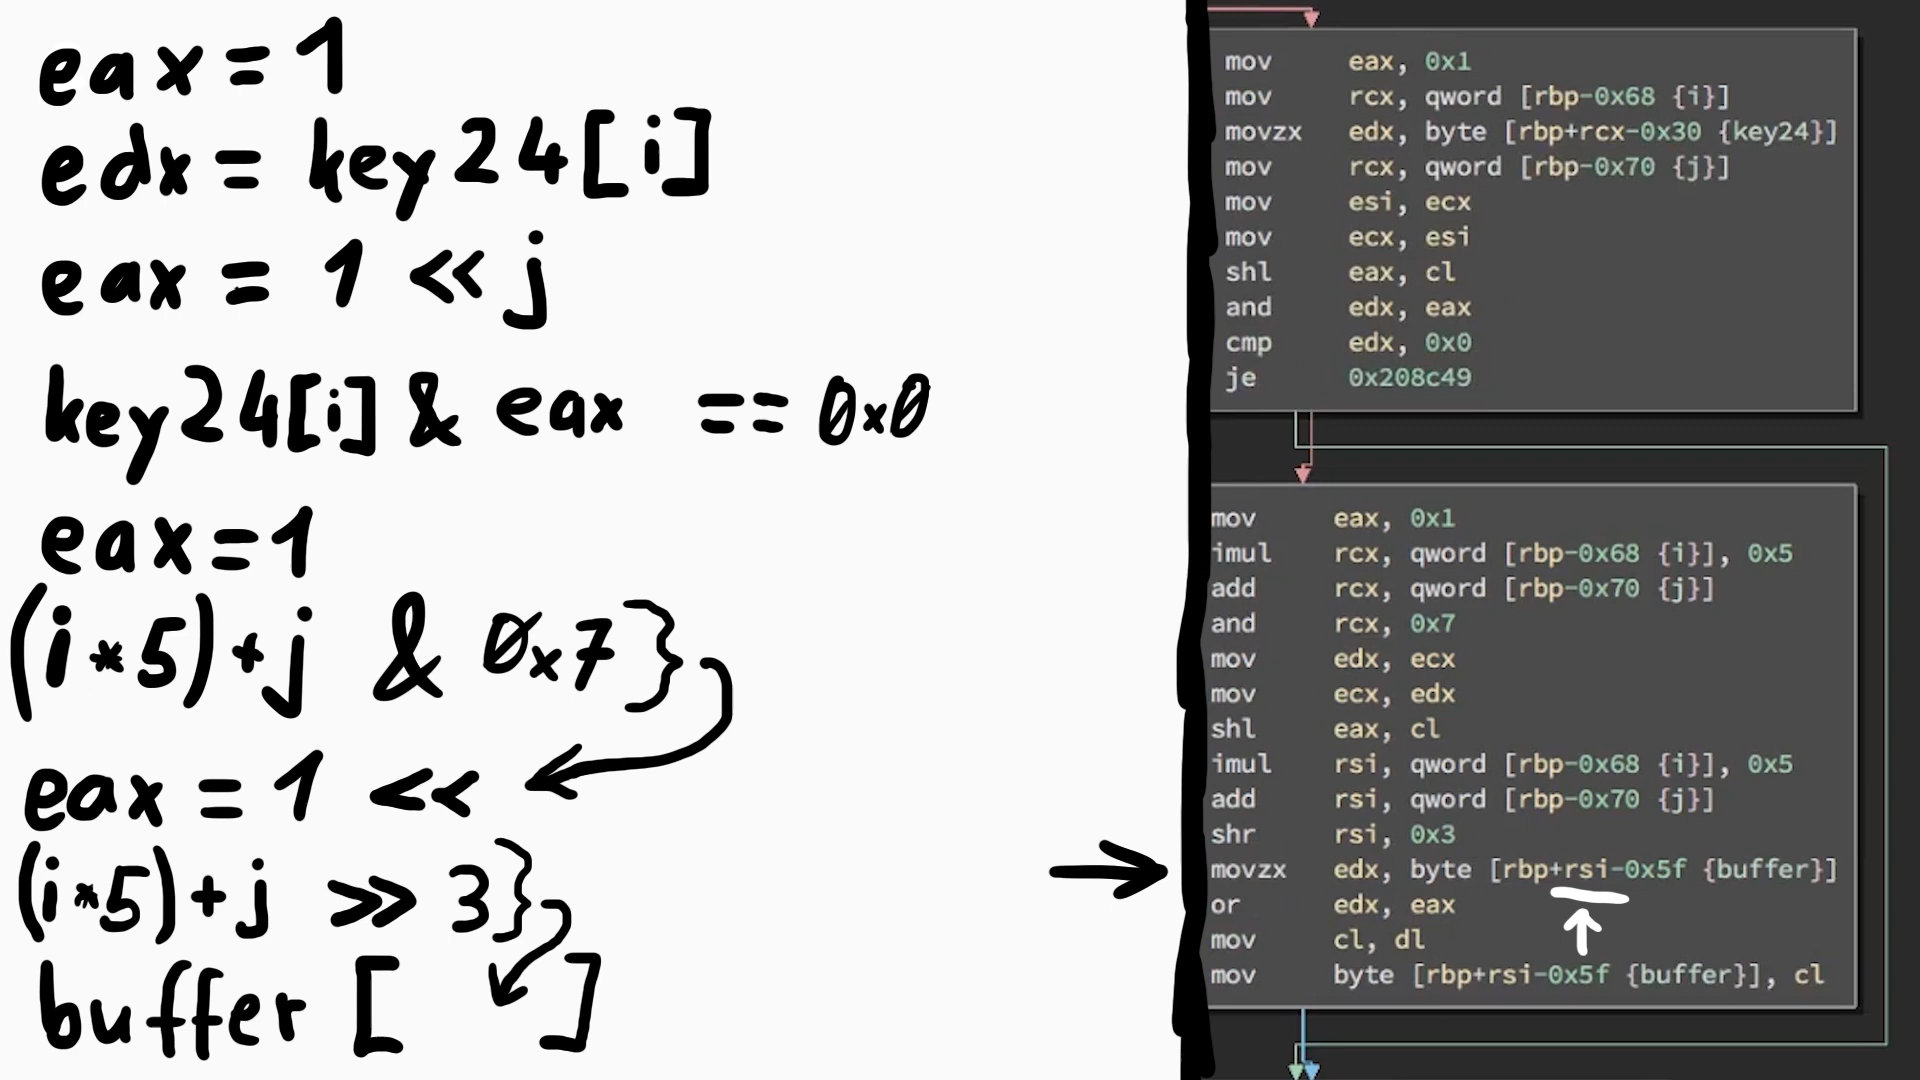 eax = 1
edx = key24[i]
eax = 1 << j
key24[i] & eax == 0x0
eax=1
(i*5)+j & 0x7}
eax = 1 <<
(i*5)+j >> 3}
buffer [ ]
mov eax, 0x1
mov rcx, qword [rbp-0x68 {i}]
movzx edx, byte [rbp+rcx-0x30 {key24}]
mov rcx, qword [rbp-0x70 {j}]
mov esi, ecx
mov ecx, esi
shl eax, cl
and edx, eax
cmp edx, 0x0
je 0x208c49
mov eax, 0x1
imul rcx, qword [rbp-0x68 {i}], 0x5
add rcx, qword [rbp-0x70 {j}]
and rcx, 0x7
mov edx, ecx
mov ecx, edx
shl eax, cl
imul rsi, qword [rbp-0x68 {i}], 0x5
add rsi, qword [rbp-0x70 {j}]
shr rsi, 0x3
movzx edx, byte [rbp+rsi-0x5f {buffer}]
or edx, eax
mov cl, dl
mov byte [rbp+rsi-0x5f {buffer}], cl